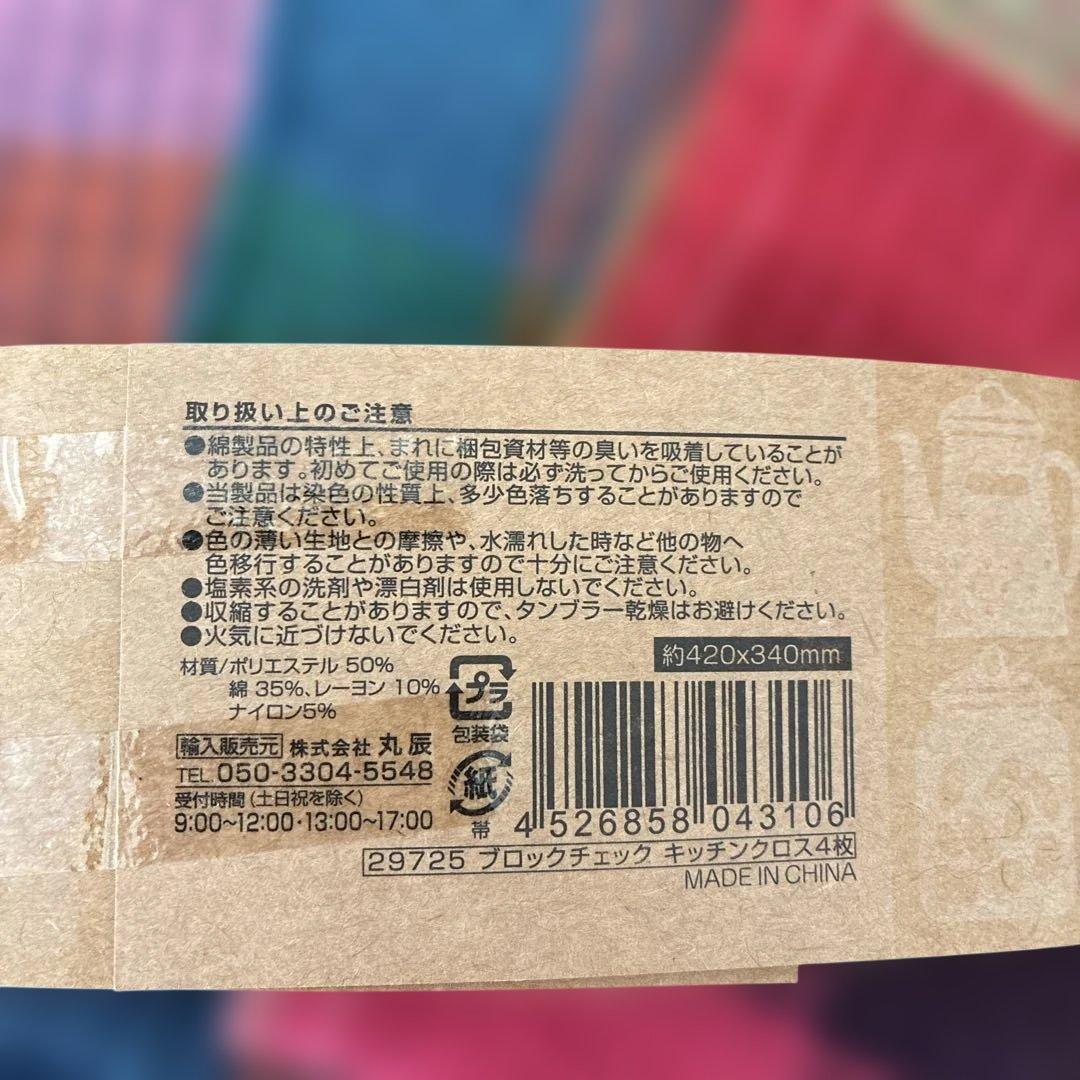 取り扱い上のご注意
●綿製品の特性上、まれに梱包資材等の臭いを吸着していることが
あります。初めてご使用の際は必ず洗ってからご使用ください。
●当製品は染色の性質上、多少色落ちすることがありますので
ご注意ください。
●色の薄い生地との摩擦や、水濡れした時など他の物へ
色移行することがありますので十分にご注意ください。
●塩素系の洗剤や漂白剤は使用しないでください。
●収縮することがありますので、タンブラー乾燥はお避けください。
●火気に近づけないでください。
約420x340mm
材質/ポリエステル 50%
綿 35%、レーヨン 10%
ナイロン5%
プラ
包装袋
輸入販売元 株式会社 丸辰
TEL.050-3304-5548
受付時間(土日祝を除く)
9:00~12:00・13:00~17:00
紙
帯
4 526858 043106
29725 ブロックチェック キッチンクロス4枚
MADE IN CHINA